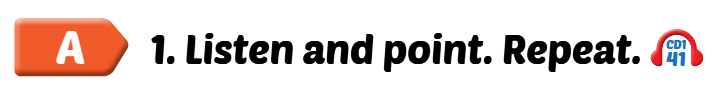 A 1. Listen and point. Repeat. CD1 41